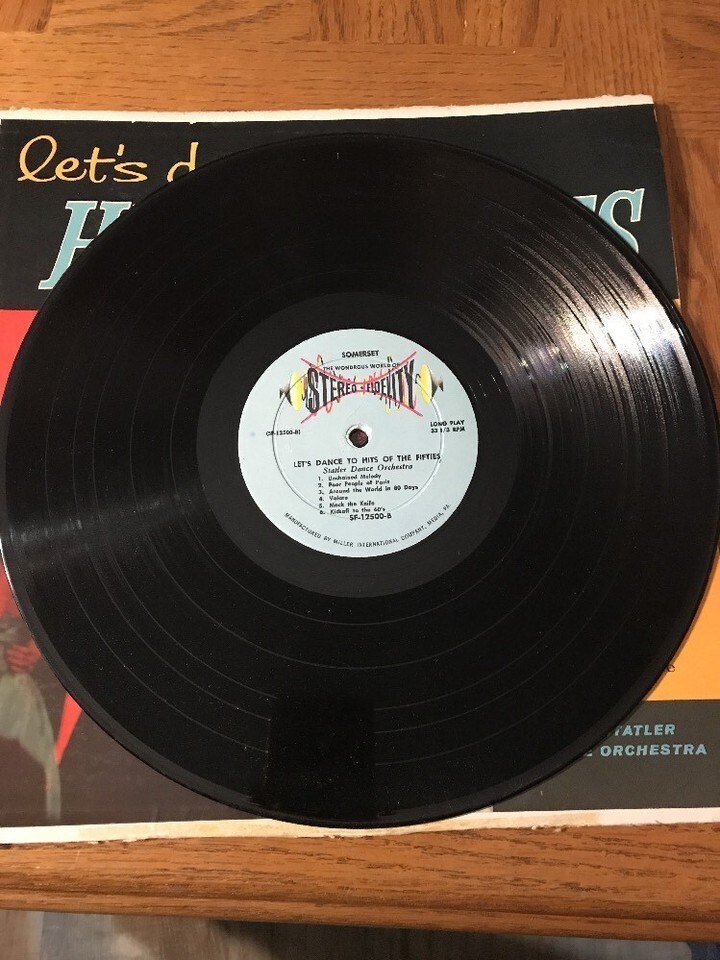 let's d
H
S
SOMERSET
THE WONDROUS WORLD OF
STEREO-FIDELITY
(SF-12500-B)
LONG PLAY
33 1/3 RPM
LET'S DANCE TO HITS OF THE FIFTIES
Statler Dance Orchestra
1. Unchained Melody
2. Poor People of Paris
3. Around the World in 80 Days
4. Volare
5. Mack the Knife
6. Kickoff to the 60's
SF-12500-B
MANUFACTURED BY MILLER INTERNATIONAL COMPANY, MEDIA, PA.
e
TATLER
E ORCHESTRA